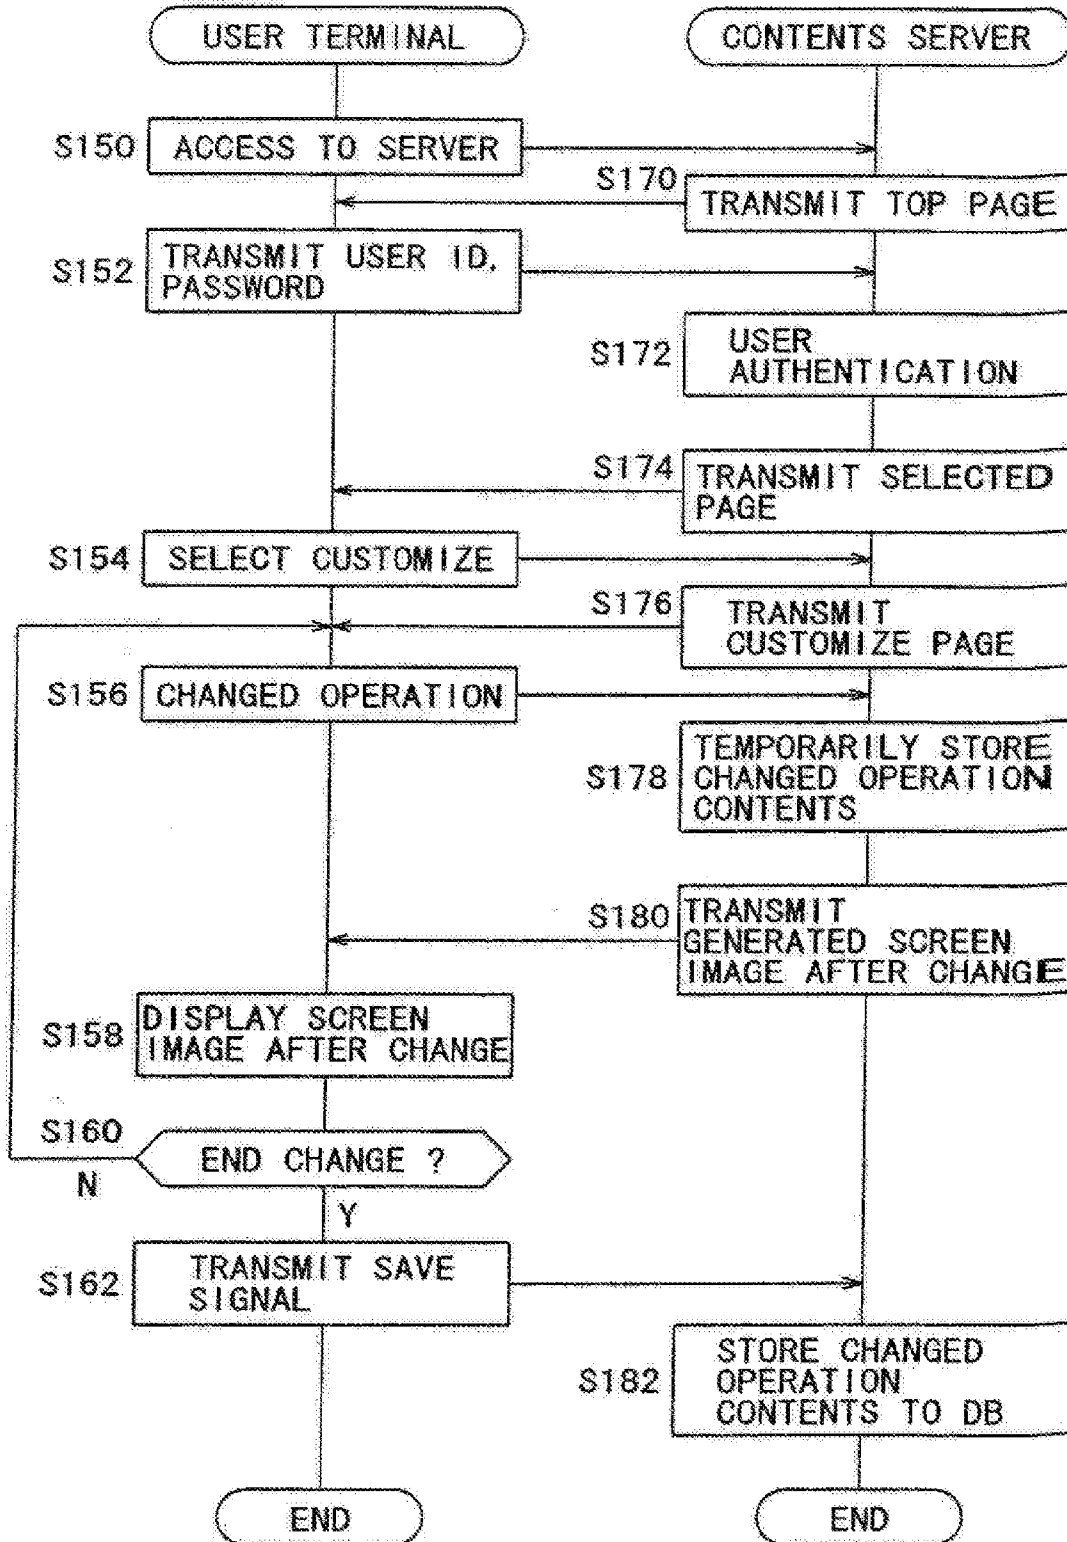 USER TERMINAL
CONTENTS SERVER
S150
ACCESS TO SERVER
S170
TRANSMIT TOP PAGE
S152
TRANSMIT USER ID,
PASSWORD
S172
USER
AUTHENTICATION
S174
TRANSMIT SELECTED
PAGE
S154
SELECT CUSTOMIZE
S176
TRANSMIT
CUSTOMIZE PAGE
S156
CHANGED OPERATION
S178
TEMPORARILY STORE
CHANGED OPERATION
CONTENTS
S180
TRANSMIT
GENERATED SCREEN
IMAGE AFTER CHANGE
S158
DISPLAY SCREEN
IMAGE AFTER CHANGE
S160
END CHANGE ?
N
Y
S162
TRANSMIT SAVE
SIGNAL
S182
STORE CHANGED
OPERATION
CONTENTS TO DB
END
END